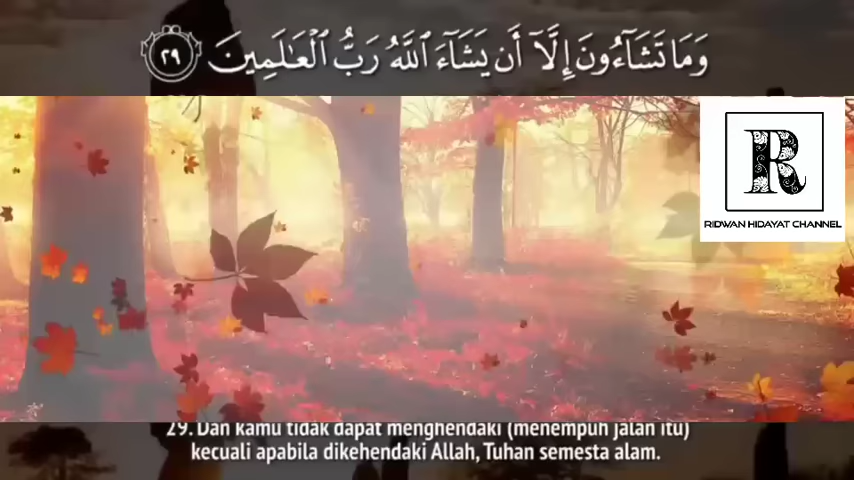 وَمَا تَشَآءُونَ إِلَّآ أَن يَشَآءَ ٱللَّهُ رَبُّ ٱلْعَـٰلَمِينَ ٢٩
R
RIDWAN HIDAYAT CHANNEL
29. Dan kamu tidak dapat menghendaki (menempuh jalan itu)
kecuali apabila dikehendaki Allah, Tuhan semesta alam.